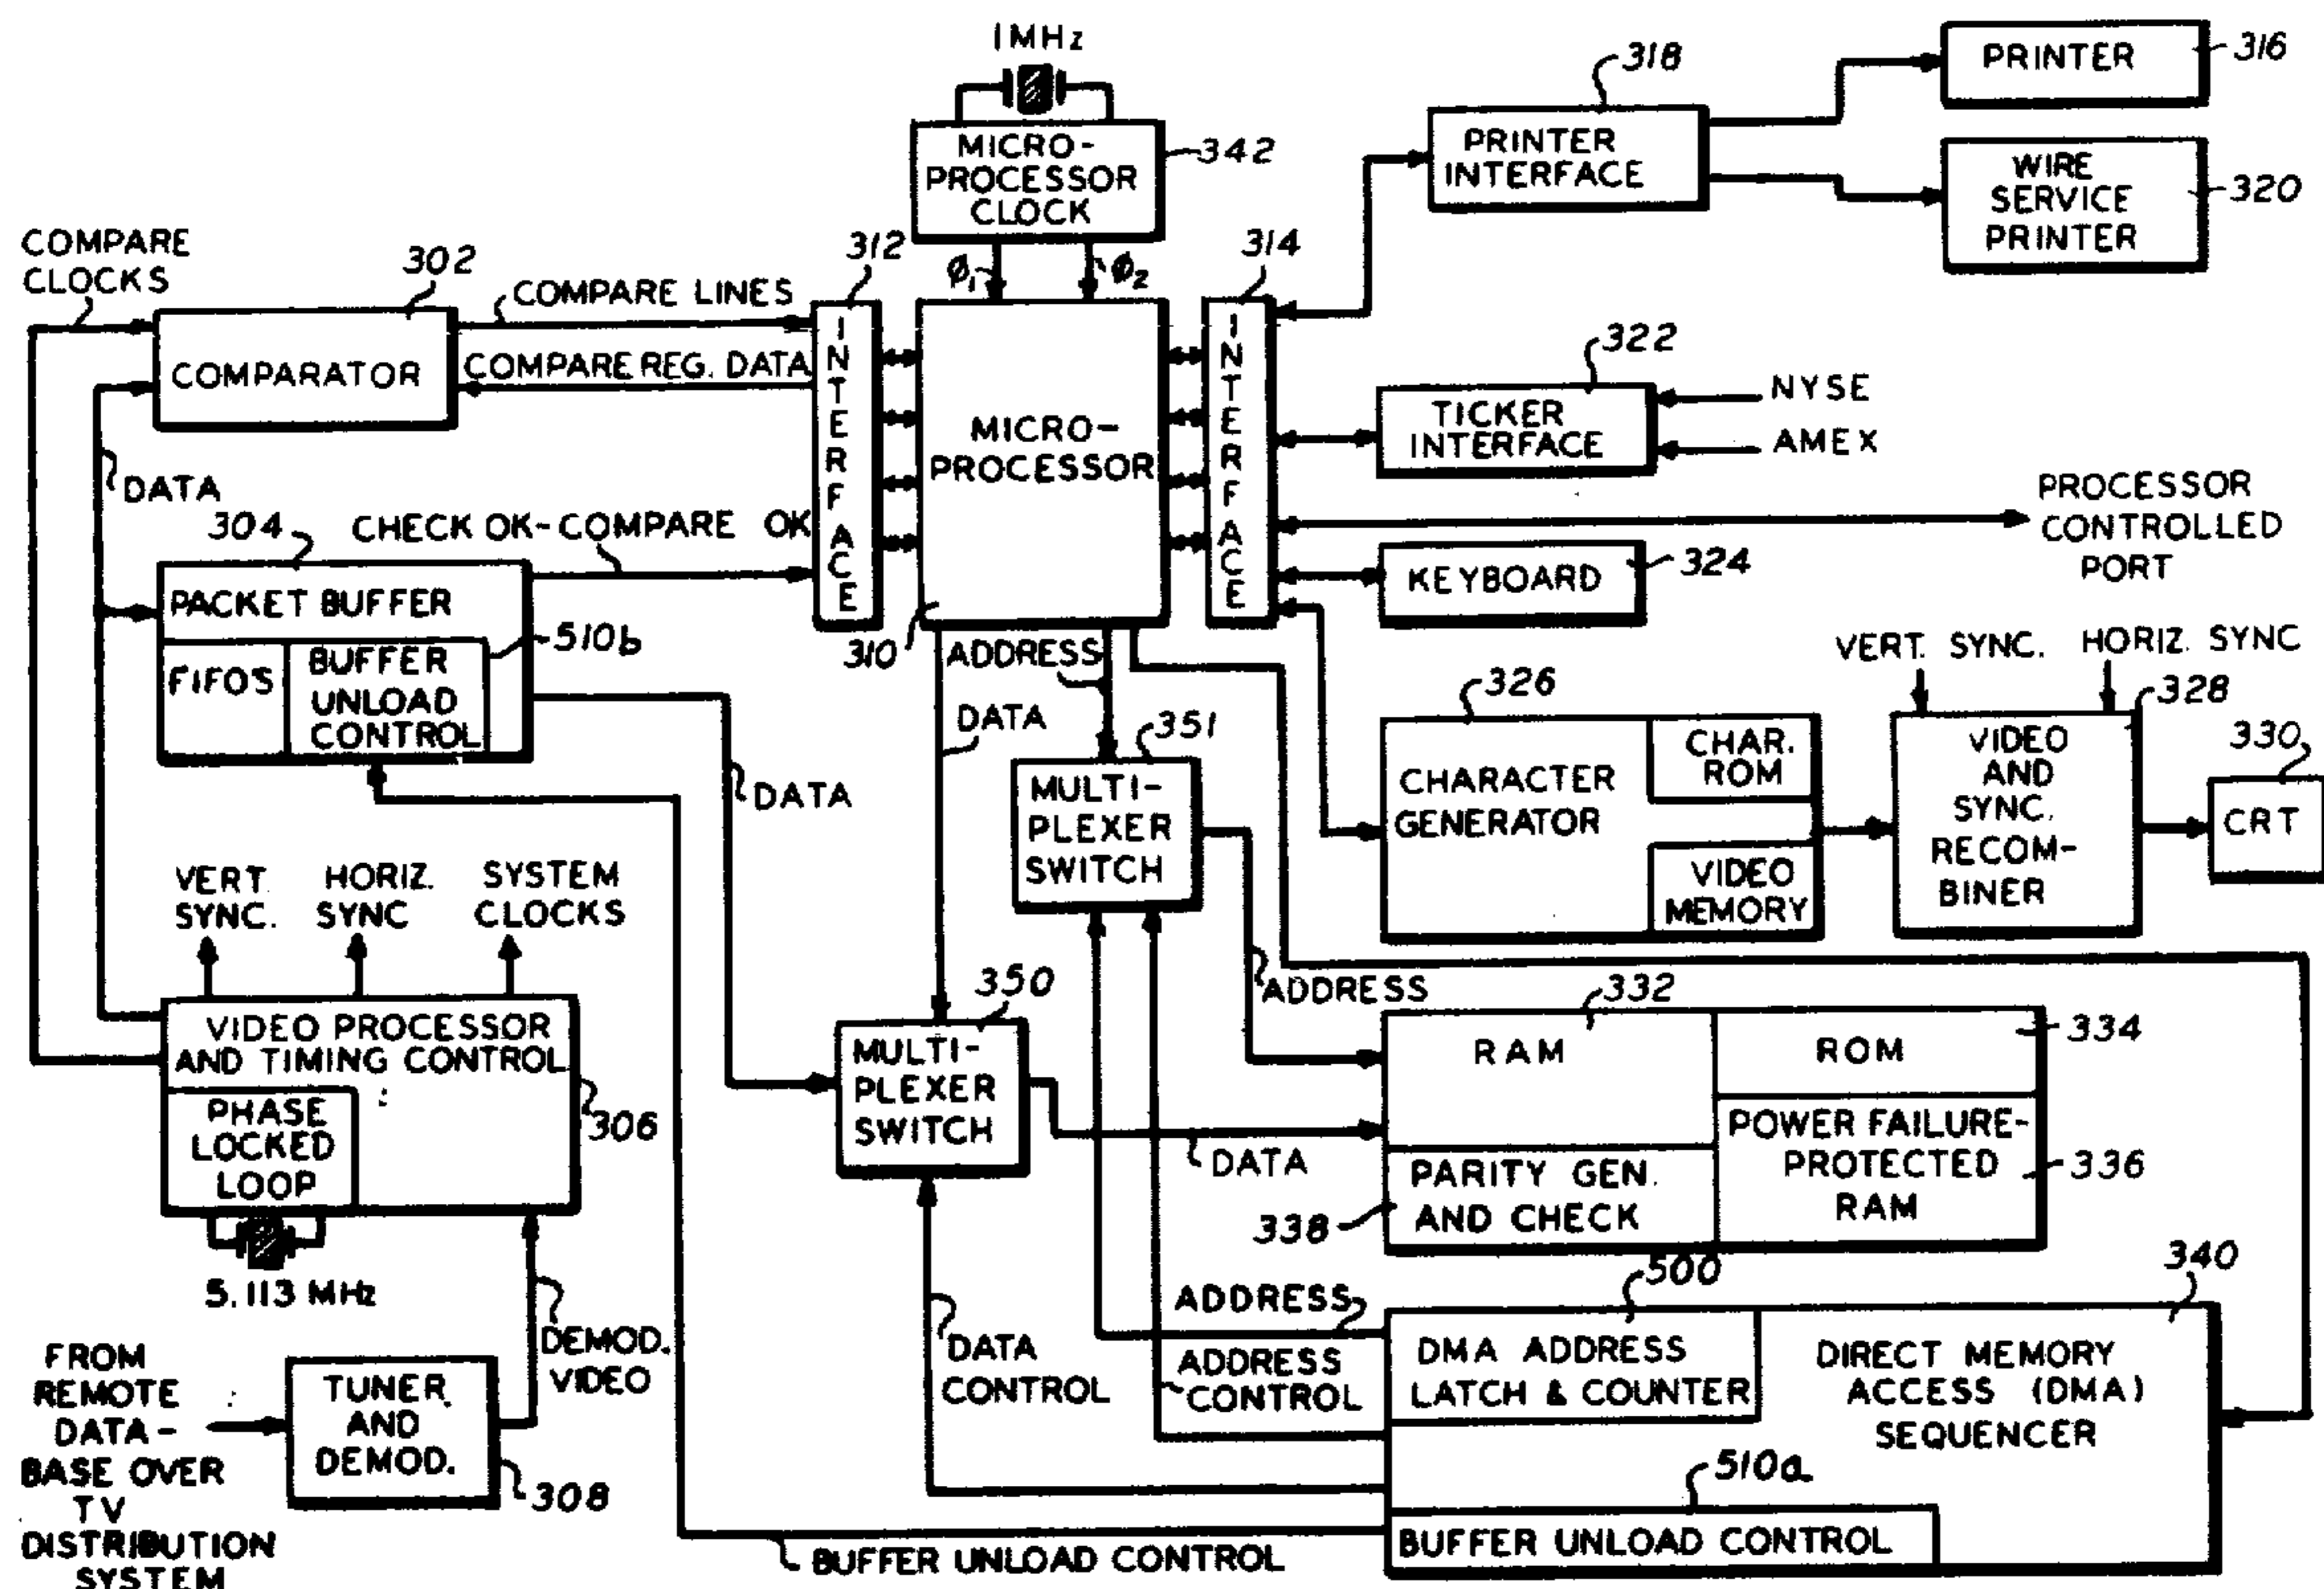 1MHz
MICRO-
PROCESSOR
CLOCK
342
Ø1
Ø2
318
PRINTER
INTERFACE
PRINTER
316
WIRE
SERVICE
PRINTER
320
COMPARE
CLOCKS
302
COMPARATOR
COMPARE LINES
COMPARE REG. DATA
312
INTERFACE
MICRO-
PROCESSOR
310
314
INTERFACE
322
TICKER
INTERFACE
NYSE
AMEX
PROCESSOR
CONTROLLED
PORT
KEYBOARD
324
DATA
304
CHECK OK-COMPARE OK
PACKET BUFFER
FIFO'S
BUFFER
UNLOAD
CONTROL
510b
DATA
ADDRESS
DATA
351
MULTI-
PLEXER
SWITCH
326
CHARACTER
GENERATOR
CHAR.
ROM
VIDEO
MEMORY
VERT. SYNC.
HORIZ. SYNC
328
VIDEO
AND
SYNC.
RECOM-
BINER
330
CRT
VERT.
SYNC.
HORIZ.
SYNC
SYSTEM
CLOCKS
VIDEO PROCESSOR
AND TIMING CONTROL
PHASE
LOCKED
LOOP
306
5.113 MHz
350
MULTI-
PLEXER
SWITCH
ADDRESS
DATA
332
RAM
ROM
334
POWER FAILURE-
PROTECTED
RAM
336
PARITY GEN.
AND CHECK
338
FROM
REMOTE
DATA-
BASE OVER
TV
DISTRIBUTION
SYSTEM
TUNER
AND
DEMOD.
308
DEMOD.
VIDEO
DATA
CONTROL
ADDRESS
ADDRESS
CONTROL
500
DMA ADDRESS
LATCH & COUNTER
340
DIRECT MEMORY
ACCESS (DMA)
SEQUENCER
510a
BUFFER UNLOAD CONTROL
BUFFER UNLOAD CONTROL